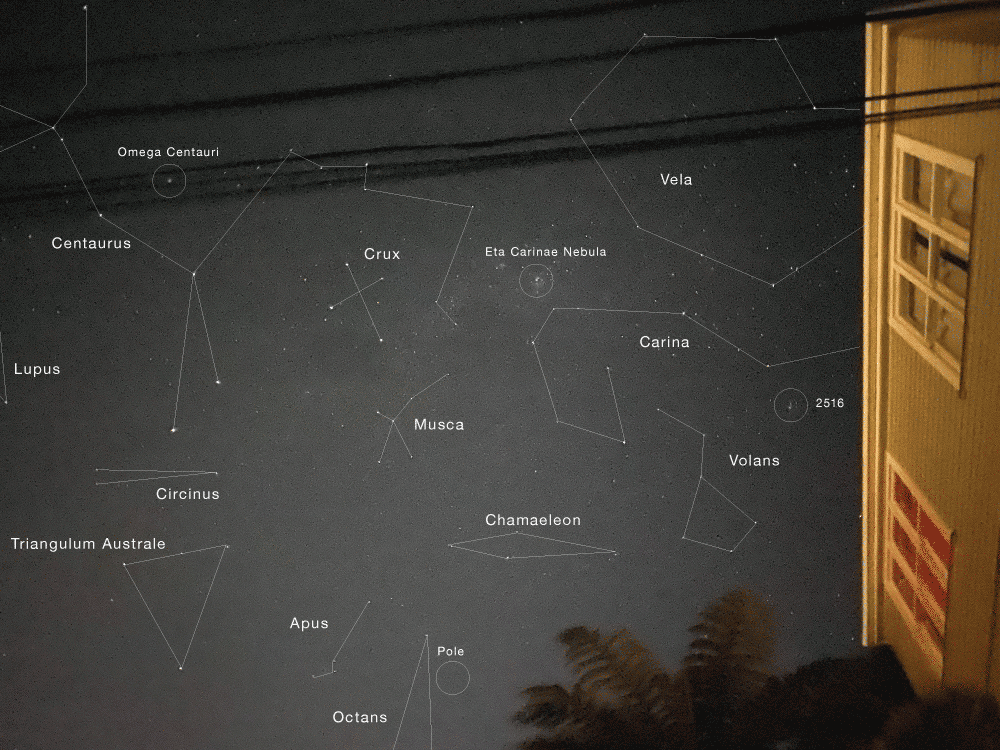 Omega Centauri
Vela
Centaurus
Crux
Eta Carinae Nebula
Carina
Lupus
2516
Musca
Volans
Circinus
Chamaeleon
Triangulum Australe
Apus
Pole
Octans